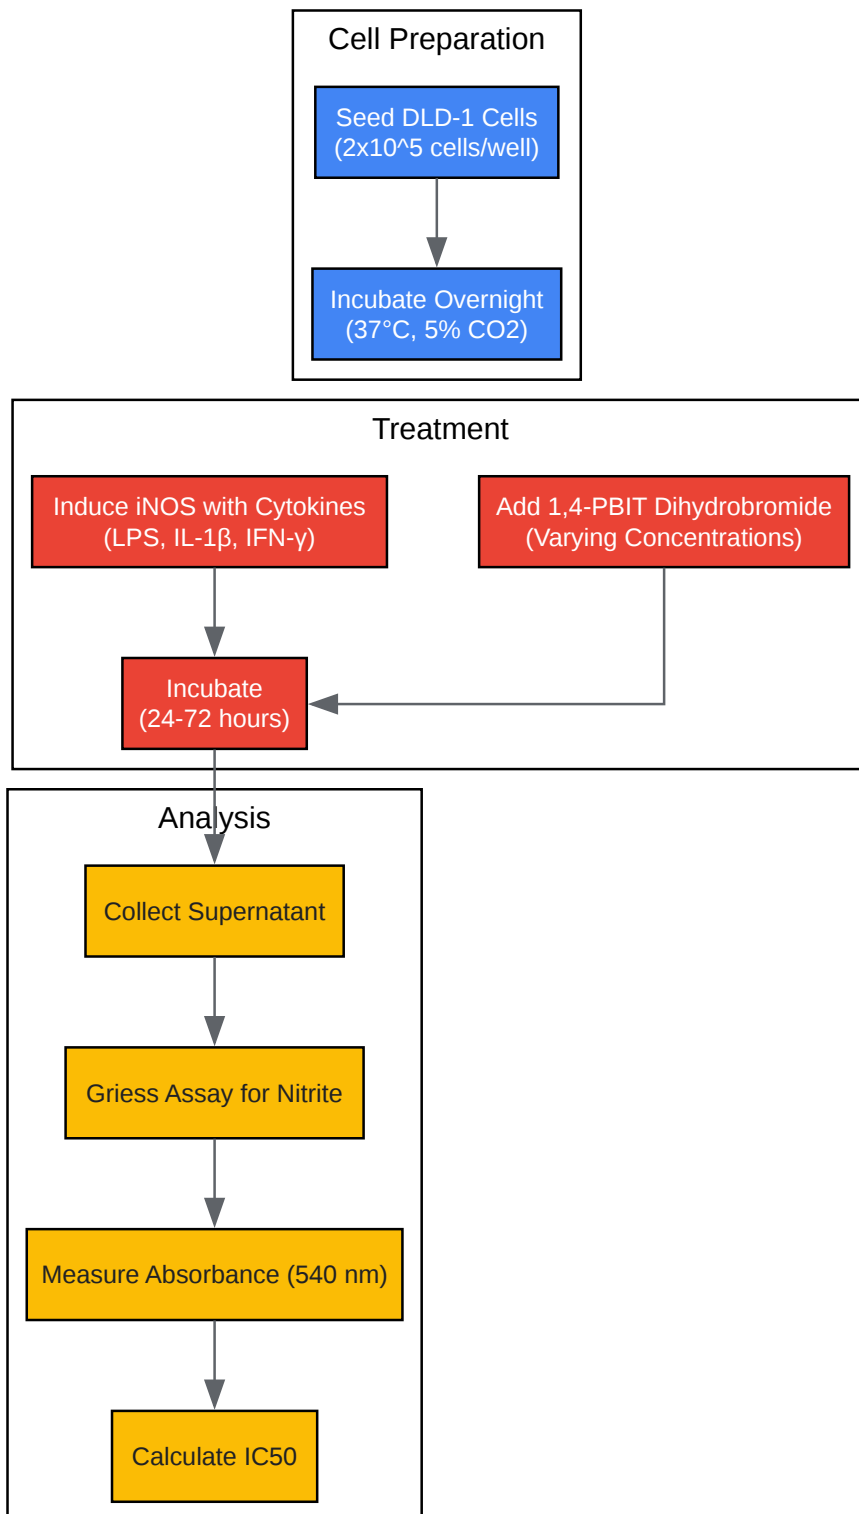 Cell Preparation
Seed DLD-1 Cells
(2x10^5 cells/well)
Incubate Overnight
(37°C, 5% CO2)
Treatment
Induce iNOS with Cytokines
(LPS, IL-1β, IFN-γ)
Add 1,4-PBIT Dihydrobromide
(Varying Concentrations)
Incubate
(24-72 hours)
Analysis
Collect Supernatant
Griess Assay for Nitrite
Measure Absorbance (540 nm)
Calculate IC50